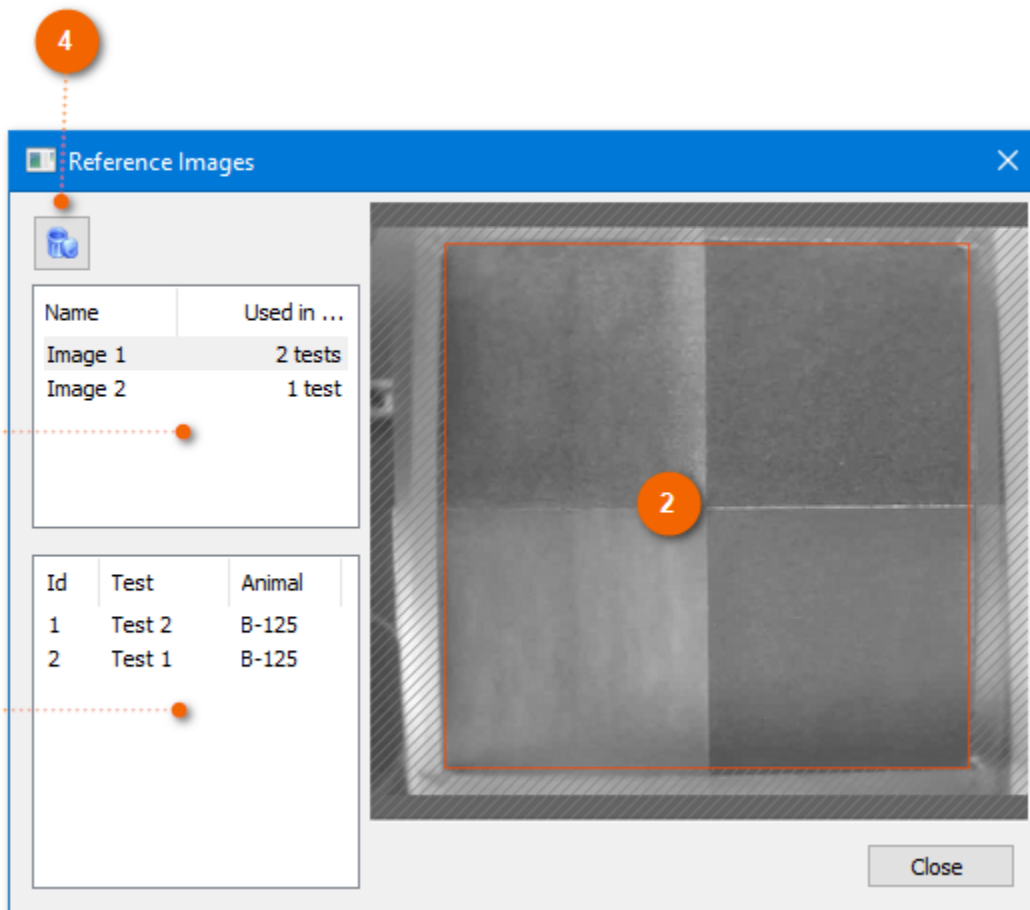 4
Reference Images
Name Used in ...
Image 1 2 tests
Image 2 1 test
2
Id Test Animal
1 Test 2 B-125
2 Test 1 B-125
Close